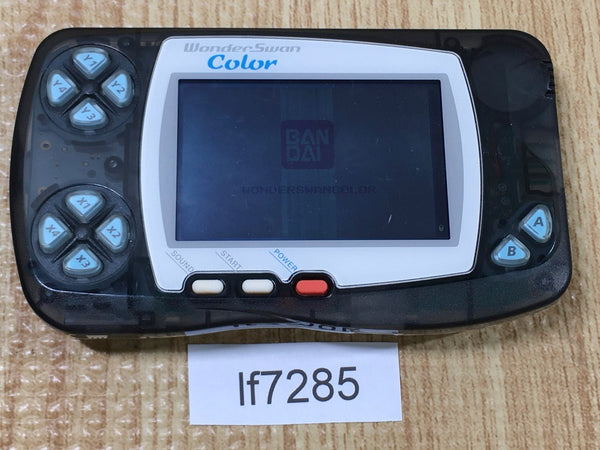 WonderSwan
Color
Y1
Y4
Y2
Y3
BAN
DAI
WONDERSWANCOLOR
X1
X4
X2
X3
A
B
SOUND
START
POWER
lf7285